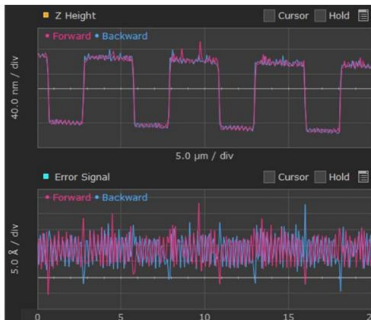 Z Height
Cursor
Hold
Forward • Backward
40.0 nm / div
5.0 µm / div
Error Signal
Cursor
Hold
Forward • Backward
5.0 Å / div
0
5
10
15